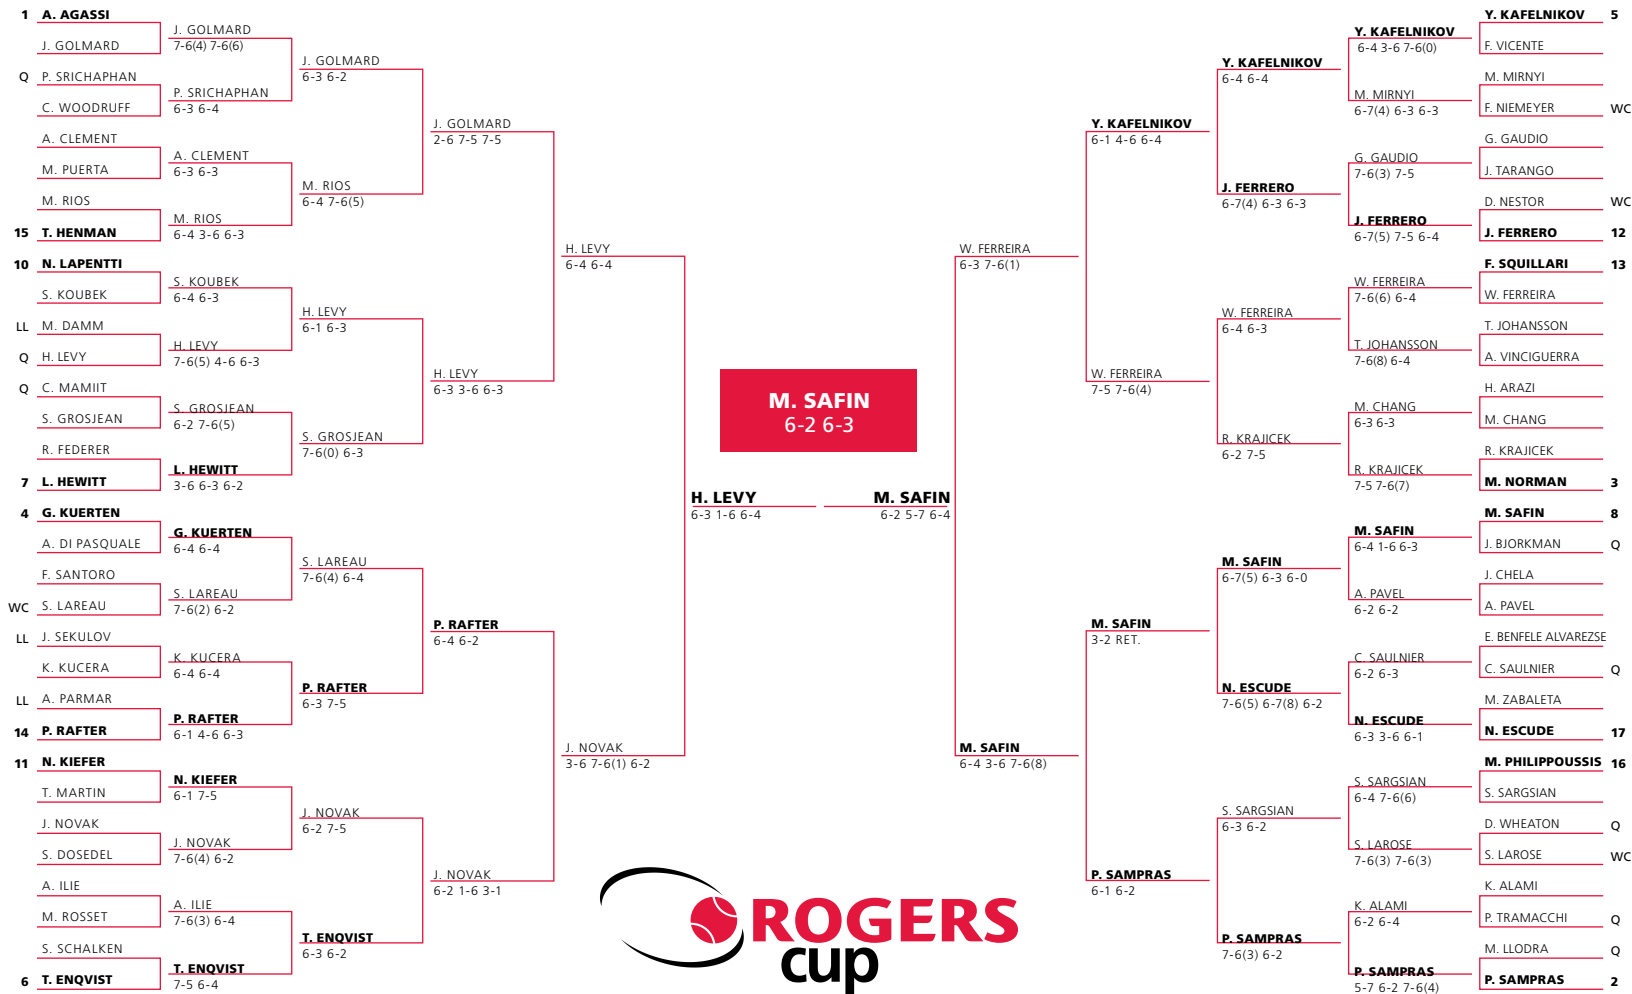 1 A. AGASSI
J. GOLMARD
Q P. SRICHAPHAN
C. WOODRUFF
A. CLEMENT
M. PUERTA
M. RIOS
15 T. HENMAN
10 N. LAPENTTI
S. KOUBEK
LL M. DAMM
Q H. LEVY
Q C. MAMIIT
S. GROSJEAN
R. FEDERER
7 L. HEWITT
4 G. KUERTEN
A. DI PASQUALE
F. SANTORO
WC S. LAREAU
LL J. SEKULOV
K. KUCERA
LL A. PARMAR
14 P. RAFTER
11 N. KIEFER
T. MARTIN
J. NOVAK
S. DOSEDEL
A. ILIE
M. ROSSET
S. SCHALKEN
6 T. ENQVIST
J. GOLMARD
7-6(4) 7-6(6)
P. SRICHAPHAN
6-3 6-4
A. CLEMENT
6-3 6-3
M. RIOS
6-4 3-6 6-3
S. KOUBEK
6-4 6-3
H. LEVY
7-6(5) 4-6 6-3
S. GROSJEAN
6-2 7-6(5)
L. HEWITT
3-6 6-3 6-2
G. KUERTEN
6-4 6-4
S. LAREAU
7-6(2) 6-2
K. KUCERA
6-4 6-4
P. RAFTER
6-1 4-6 6-3
N. KIEFER
6-1 7-5
J. NOVAK
7-6(4) 6-2
A. ILIE
7-6(3) 6-4
T. ENQVIST
7-5 6-4
J. GOLMARD
6-3 6-2
M. RIOS
6-4 7-6(5)
H. LEVY
6-1 6-3
S. GROSJEAN
7-6(0) 6-3
S. LAREAU
7-6(4) 6-4
P. RAFTER
6-3 7-5
J. NOVAK
6-2 7-5
T. ENQVIST
6-3 6-2
J. GOLMARD
2-6 7-5 7-5
H. LEVY
6-3 3-6 6-3
P. RAFTER
6-4 6-2
J. NOVAK
6-2 1-6 3-1
H. LEVY
6-4 6-4
J. NOVAK
3-6 7-6(1) 6-2
H. LEVY
6-3 1-6 6-4
M. SAFIN
6-2 6-3
M. SAFIN
6-2 5-7 6-4
W. FERREIRA
6-3 7-6(1)
M. SAFIN
6-4 3-6 7-6(8)
Y. KAFELNIKOV
6-1 4-6 6-4
W. FERREIRA
7-5 7-6(4)
M. SAFIN
3-2 RET.
P. SAMPRAS
6-1 6-2
Y. KAFELNIKOV
6-4 6-4
J. FERRERO
6-7(4) 6-3 6-3
W. FERREIRA
6-4 6-3
R. KRAJICEK
6-2 7-5
M. SAFIN
6-7(5) 6-3 6-0
N. ESCUDE
7-6(5) 6-7(8) 6-2
S. SARGSIAN
6-3 6-2
P. SAMPRAS
7-6(3) 6-2
Y. KAFELNIKOV
6-4 3-6 7-6(0)
M. MIRNYI
6-7(4) 6-3 6-3
G. GAUDIO
7-6(3) 7-5
J. FERRERO
6-7(5) 7-5 6-4
W. FERREIRA
7-6(6) 6-4
T. JOHANSSON
7-6(8) 6-4
M. CHANG
6-3 6-3
R. KRAJICEK
7-5 7-6(7)
M. SAFIN
6-4 1-6 6-3
A. PAVEL
6-2 6-2
C. SAULNIER
6-2 6-3
N. ESCUDE
6-3 3-6 6-1
S. SARGSIAN
6-4 7-6(6)
S. LAROSE
7-6(3) 7-6(3)
K. ALAMI
6-2 6-4
P. SAMPRAS
5-7 6-2 7-6(4)
Y. KAFELNIKOV 5
F. VICENTE
M. MIRNYI
F. NIEMEYER WC
G. GAUDIO
J. TARANGO
D. NESTOR WC
J. FERRERO 12
F. SQUILLARI 13
W. FERREIRA
T. JOHANSSON
A. VINCIGUERRA
H. ARAZI
M. CHANG
R. KRAJICEK
M. NORMAN 3
M. SAFIN 8
J. BJORKMAN Q
J. CHELA
A. PAVEL
E. BENFELE ALVAREZSE
C. SAULNIER Q
M. ZABALETA
N. ESCUDE 17
M. PHILIPPOUSSIS 16
S. SARGSIAN
D. WHEATON Q
S. LAROSE WC
K. ALAMI
P. TRAMACCHI Q
M. LLODRA Q
P. SAMPRAS 2
ROGERS
cup